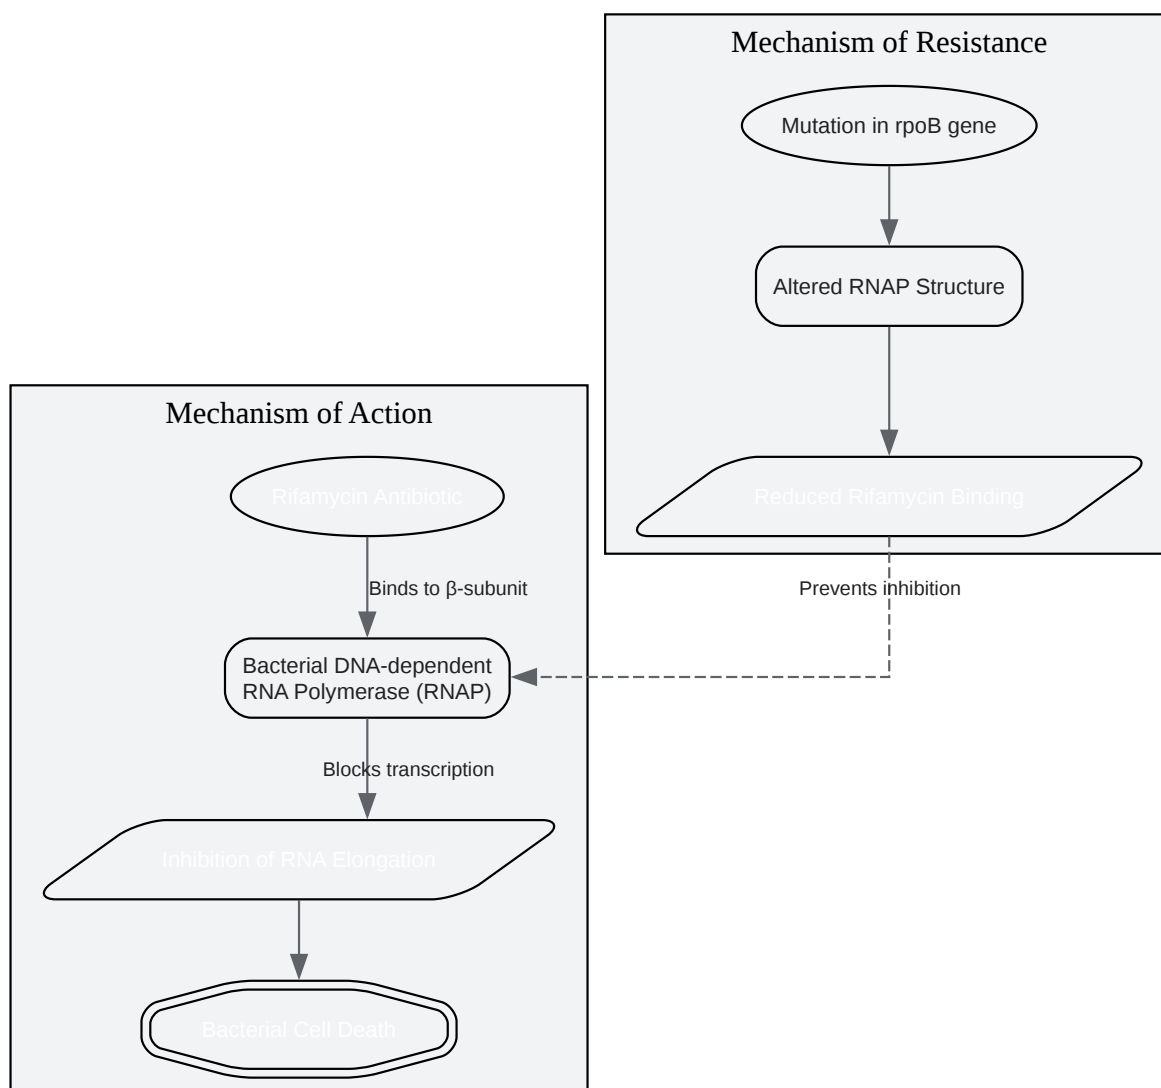 Mechanism of Resistance
Mutation in rpoB gene
Altered RNAP Structure
Reduced Rifamycin Binding
Prevents inhibition
Mechanism of Action
Rifamycin Antibiotic
Binds to β-subunit
Bacterial DNA-dependent
RNA Polymerase (RNAP)
Blocks transcription
Inhibition of RNA Elongation
Bacterial Cell Death